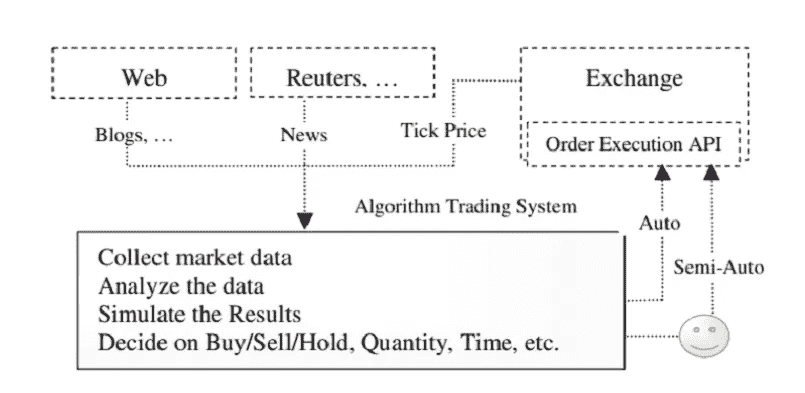 Web
Reuters, ...
Exchange
Blogs, ...
News
Tick Price
Order Execution API
Algorithm Trading System
Auto
Semi-Auto
Collect market data
Analyze the data
Simulate the Results
Decide on Buy/Sell/Hold, Quantity, Time, etc.